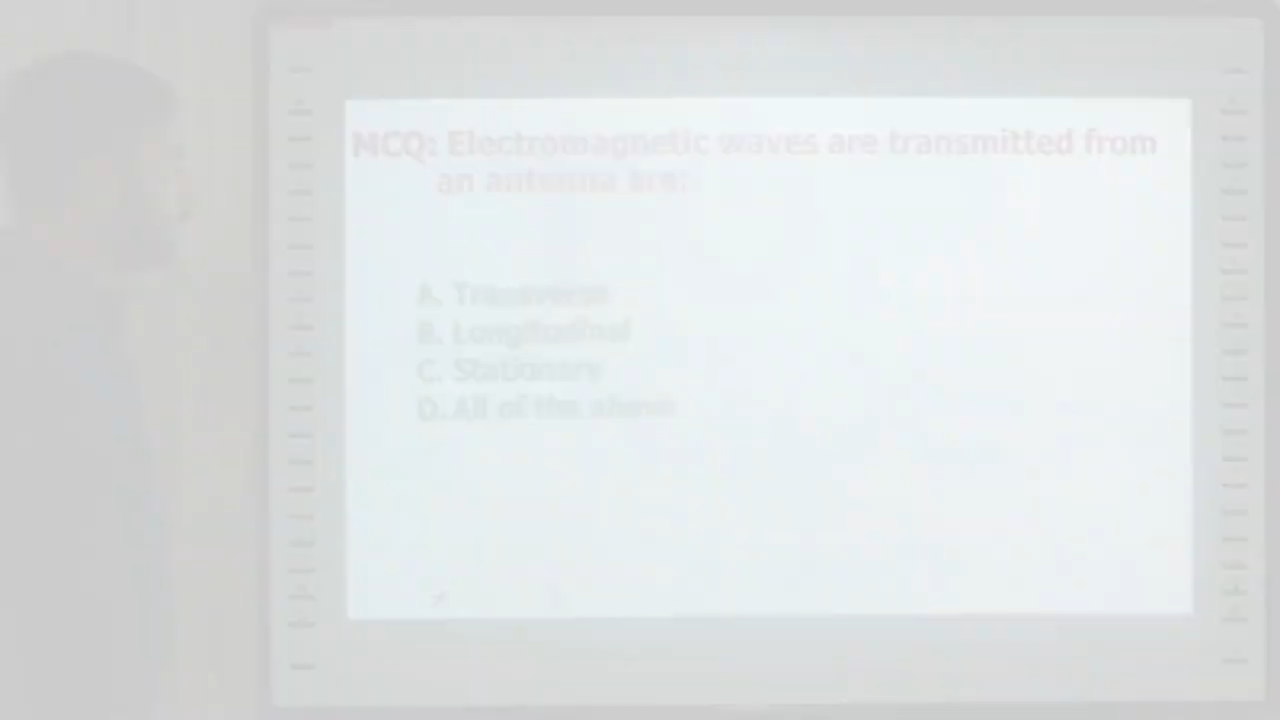 MCQ: Electromagnetic waves are transmitted from
an antenna are:
A. Transverse
B. Longitudinal
C. Stationary
D. All of the above